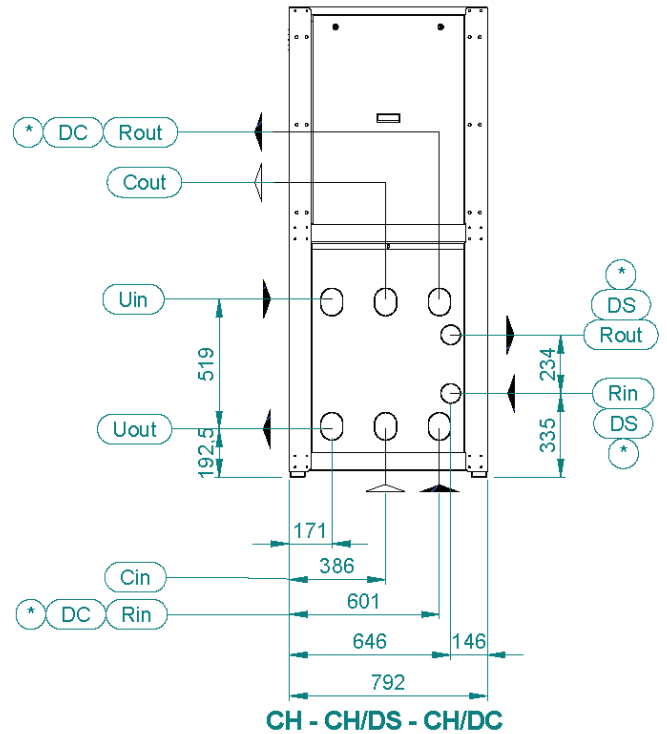 * DC Rout
Cout
Uin
*
DS
Rout
519
234
Rin
Uout
DS
192,5
335
*
171
386
Cin
601
* DC Rin
646 146
792
CH - CH/DS - CH/DC